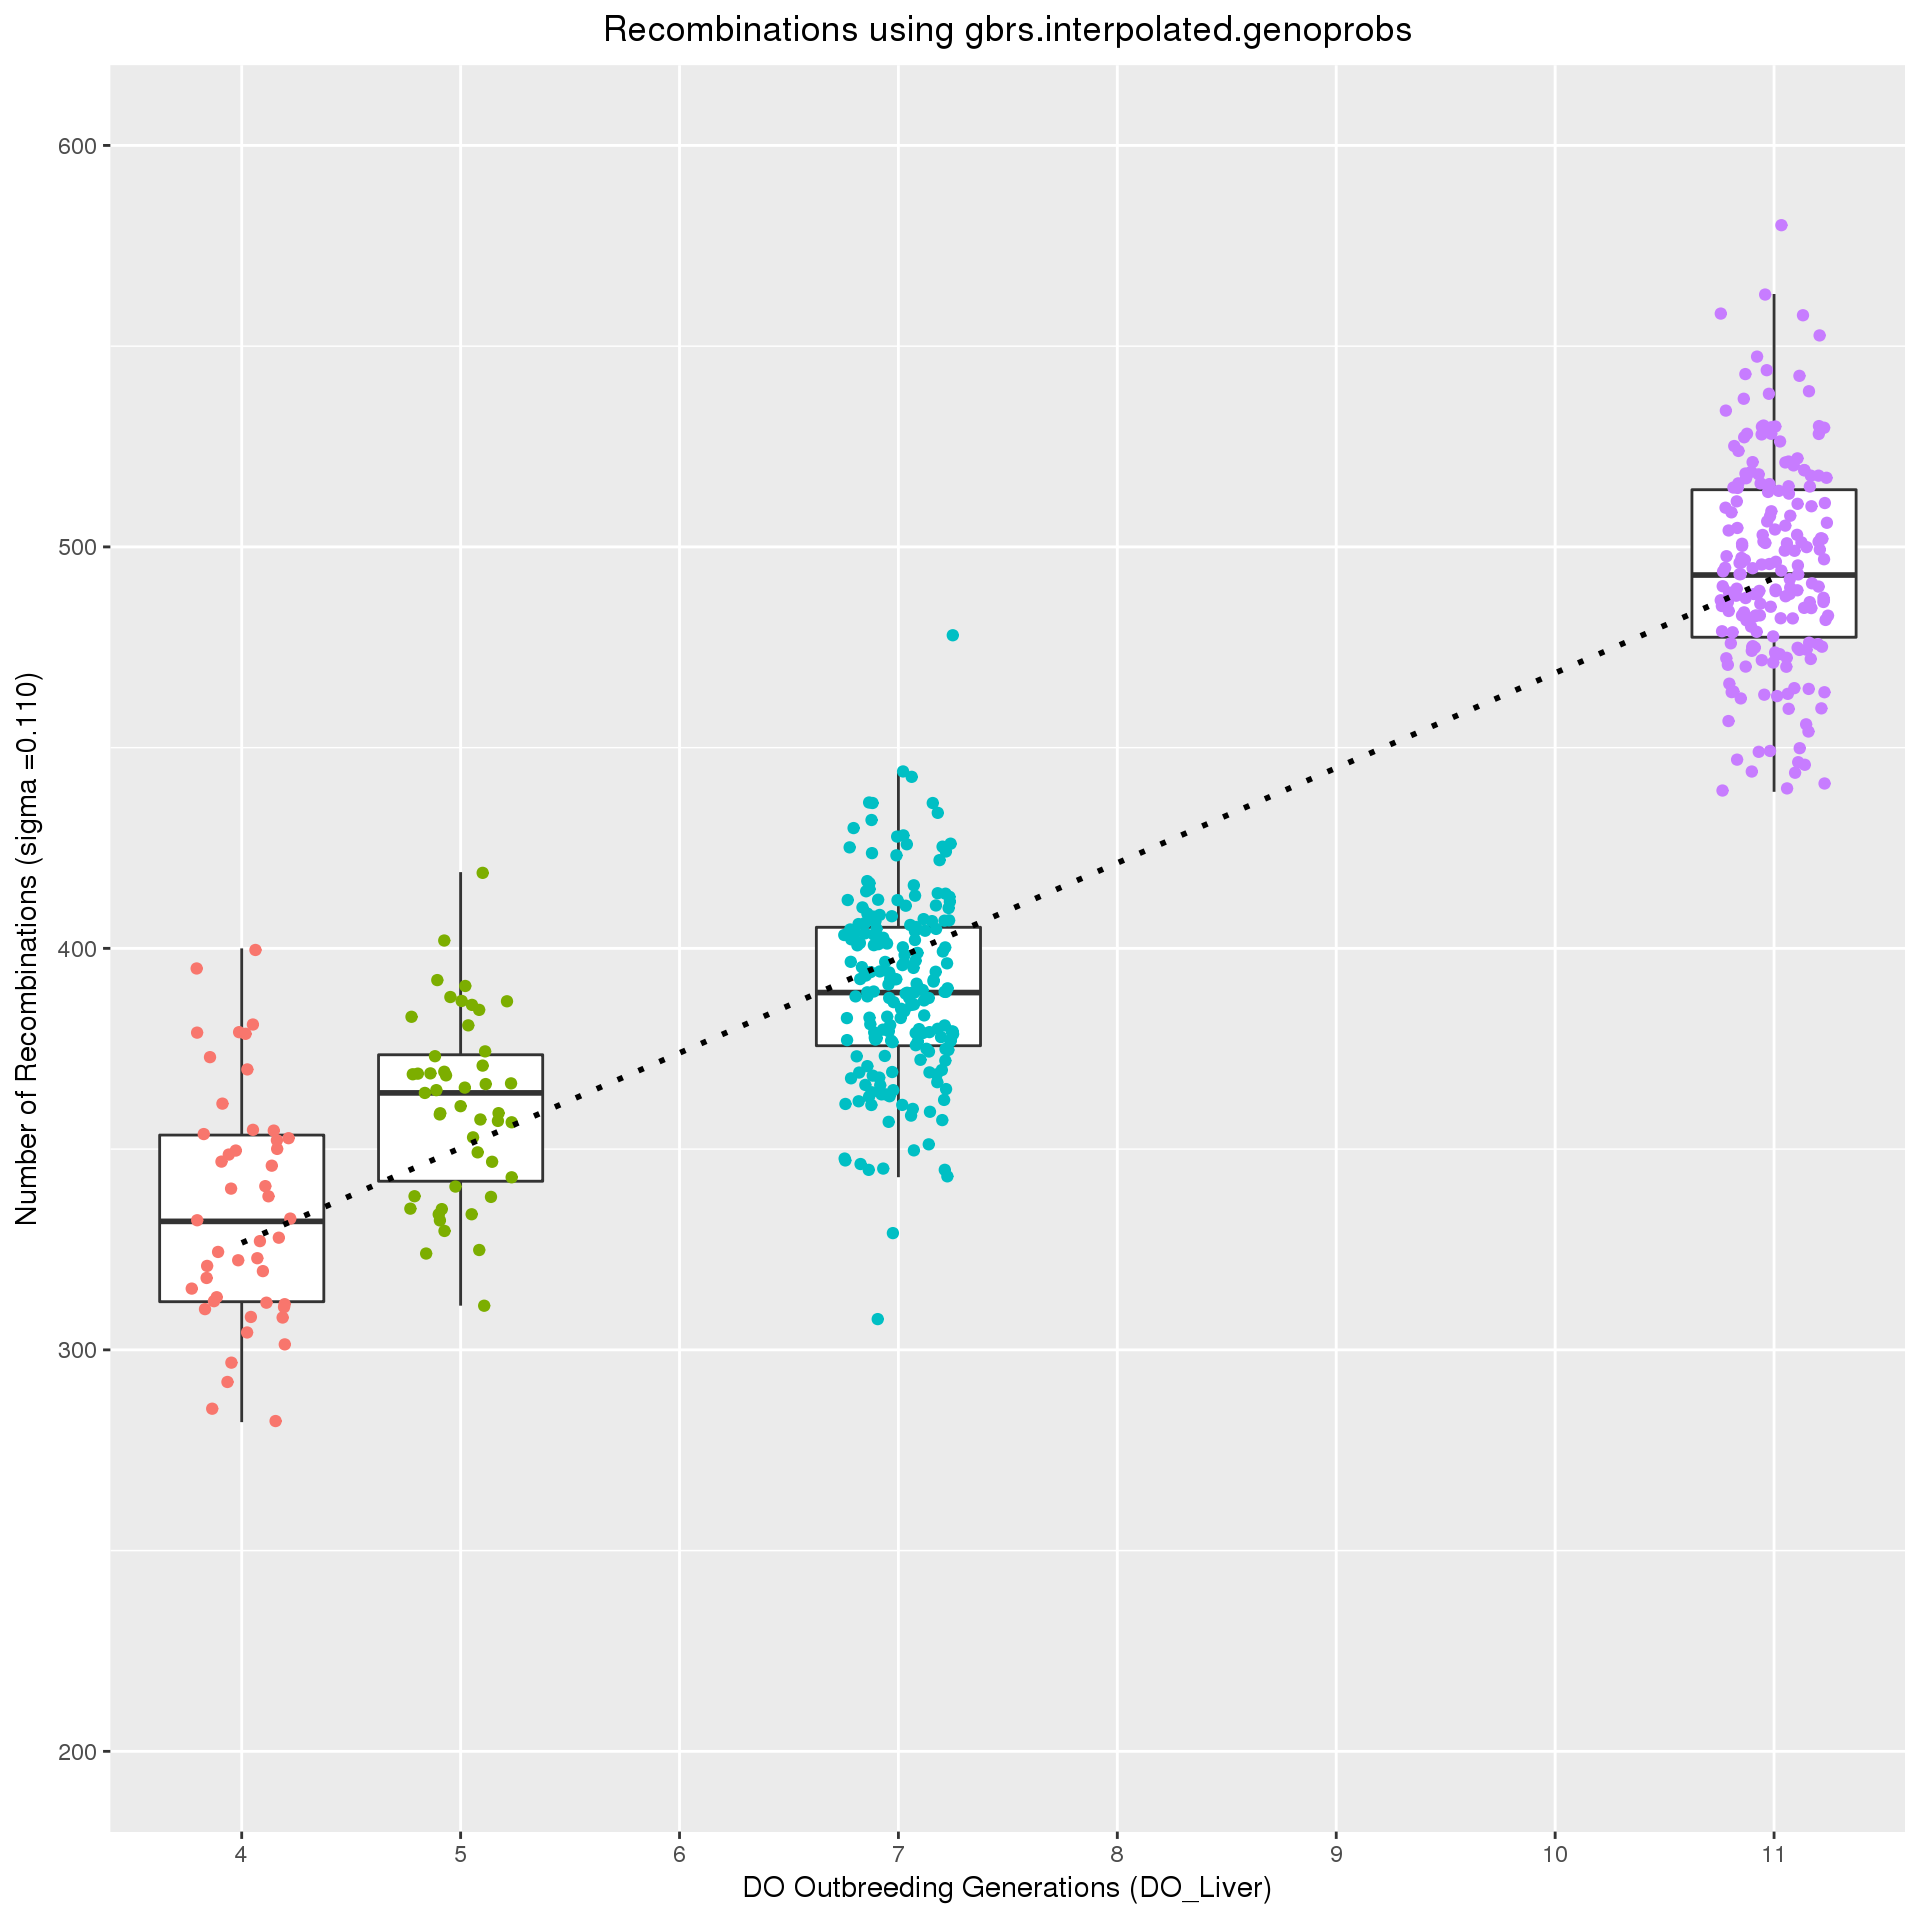 Recombinations using gbrs.interpolated.genoprobs
600
500
400
300
200
Number of Recombinations (sigma =0.110)
4 5 6 7 8 9 10 11
DO Outbreeding Generations (DO_Liver)